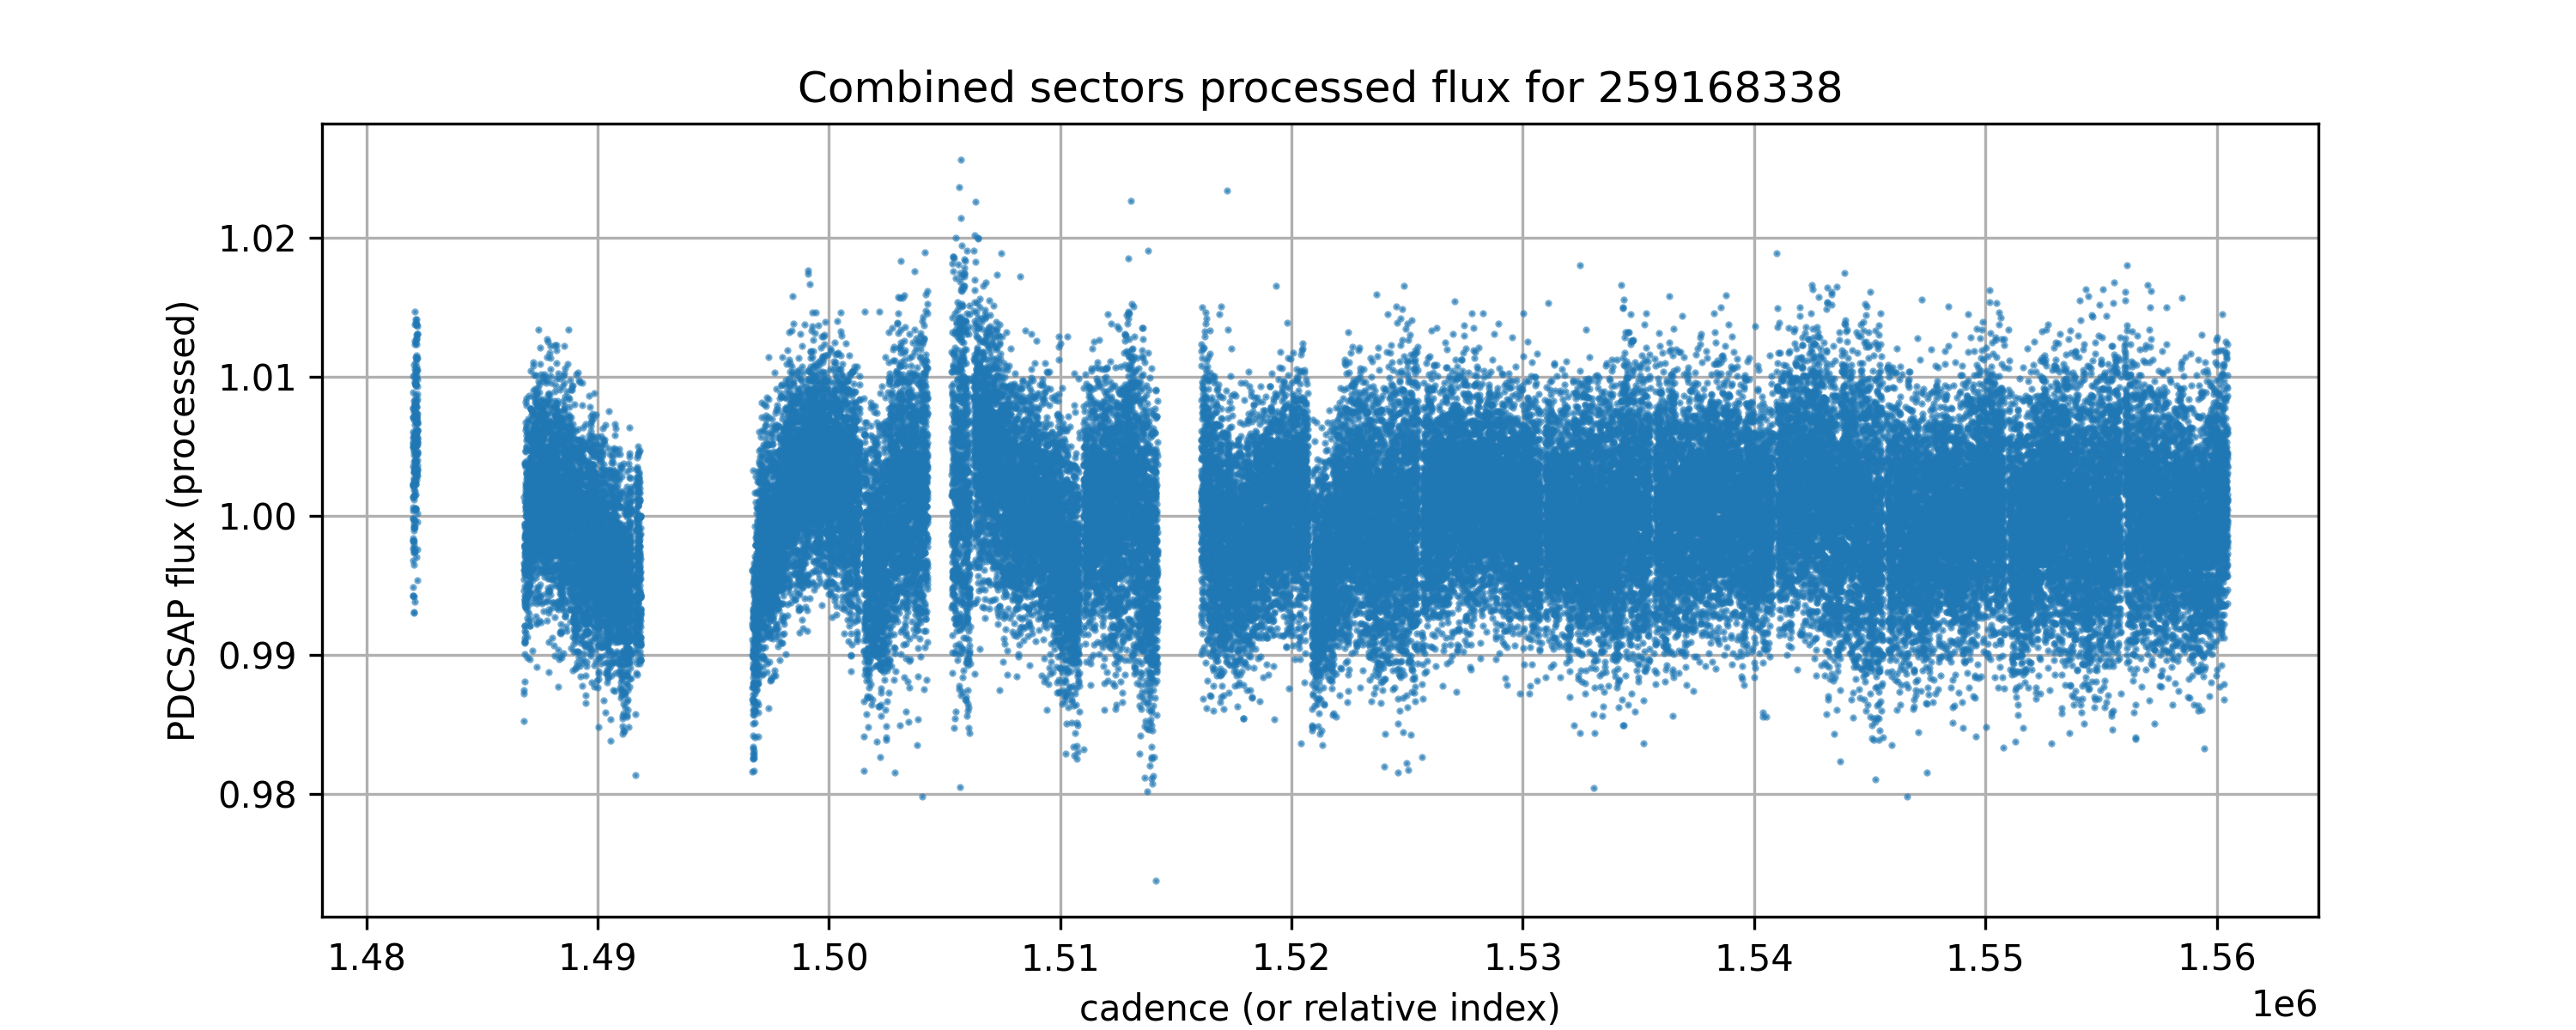 Combined sectors processed flux for 259168338
PDCSAP flux (processed)
1.02
1.01
1.00
0.99
0.98
1.48 1.49 1.50 1.51 1.52 1.53 1.54 1.55 1.56
1e6
cadence (or relative index)